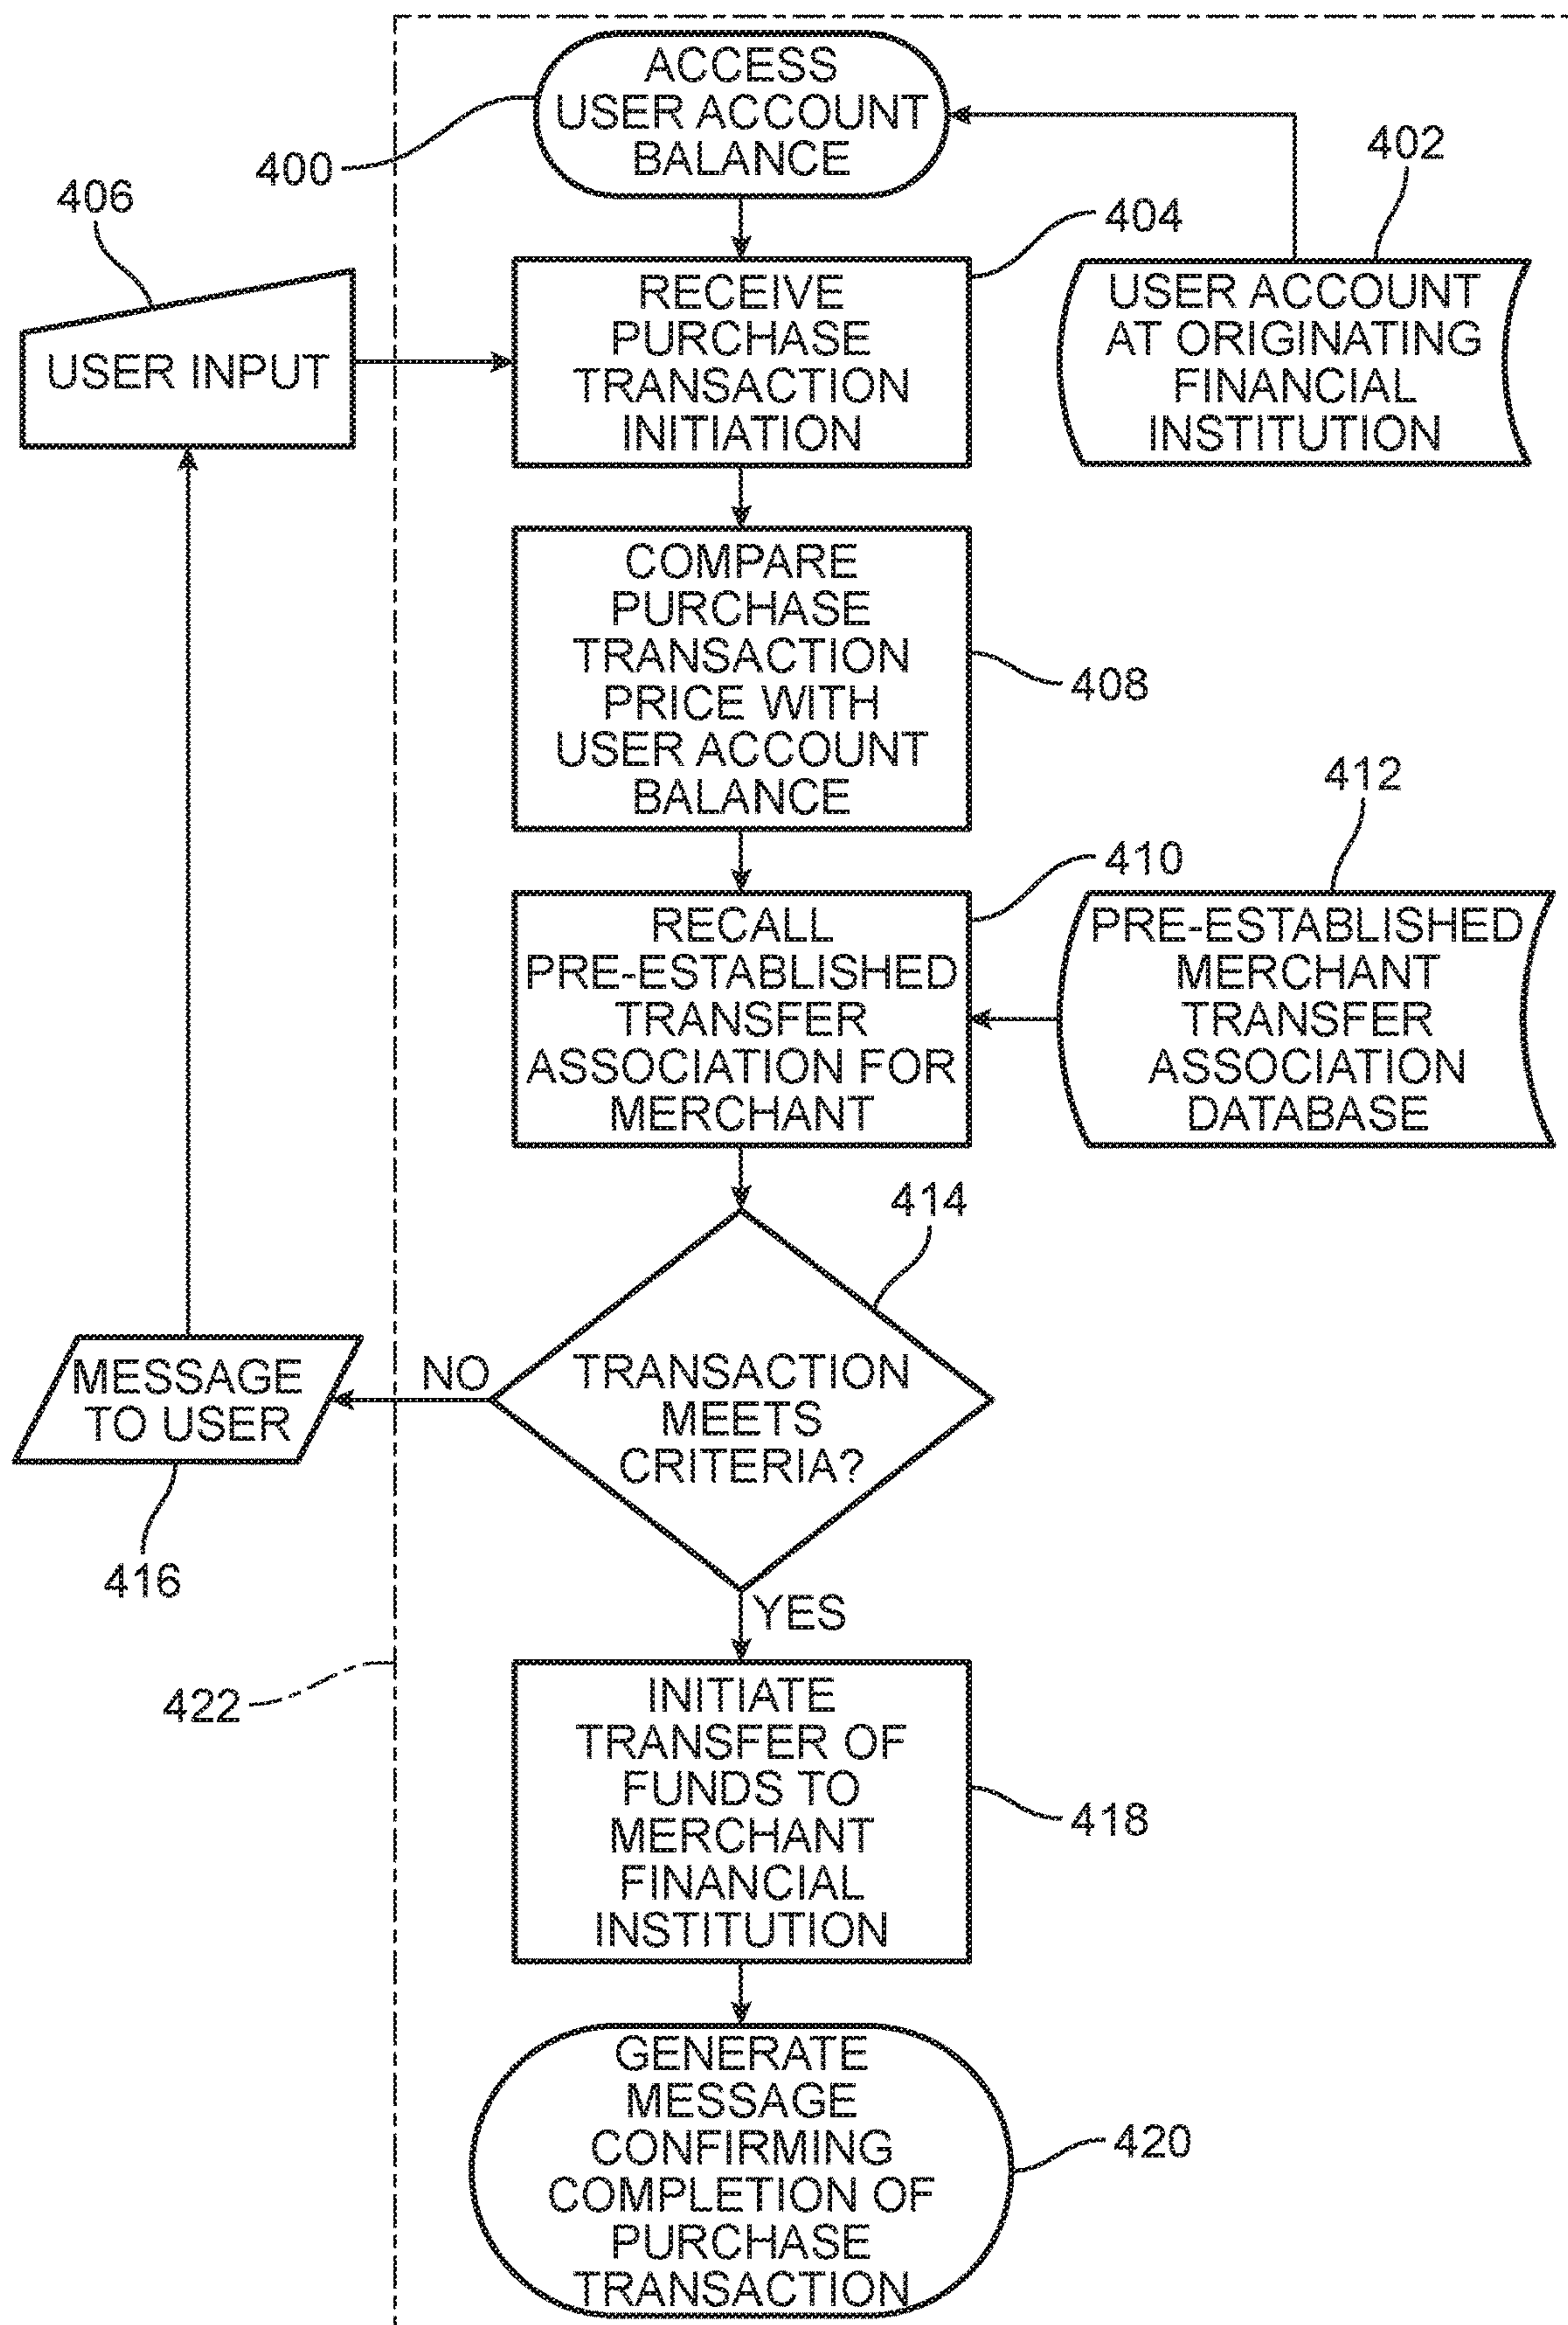 ACCESS
USER ACCOUNT
BALANCE
400
402
406
404
USER INPUT
RECEIVE
PURCHASE
TRANSACTION
INITIATION
USER ACCOUNT
AT ORIGINATING
FINANCIAL
INSTITUTION
COMPARE
PURCHASE
TRANSACTION
PRICE WITH
USER ACCOUNT
BALANCE
408
412
410
RECALL
PRE-ESTABLISHED
TRANSFER
ASSOCIATION FOR
MERCHANT
PRE-ESTABLISHED
MERCHANT
TRANSFER
ASSOCIATION
DATABASE
414
TRANSACTION
MEETS
CRITERIA?
NO
MESSAGE
TO USER
416
YES
422
INITIATE
TRANSFER OF
FUNDS TO
MERCHANT
FINANCIAL
INSTITUTION
418
GENERATE
MESSAGE
CONFIRMING
COMPLETION OF
PURCHASE
TRANSACTION
420